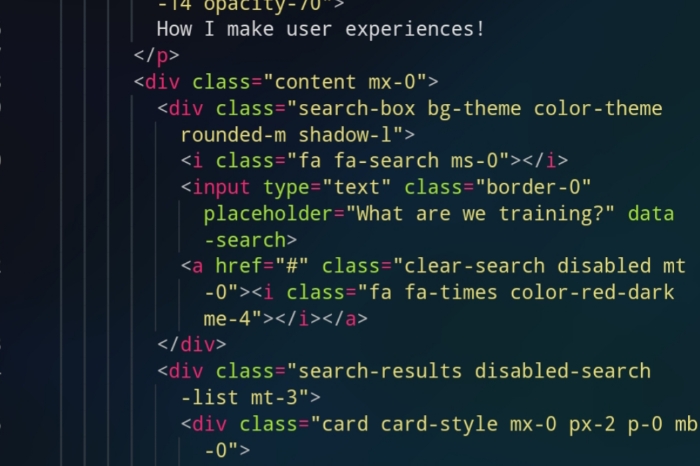 -14 opacity-70">
How I make user experiences!
</p>
<div class="content mx-0">
<div class="search-box bg-theme color-theme
rounded-m shadow-l">
<i class="fa fa-search ms-0"></i>
<input type="text" class="border-0"
placeholder="What are we training?" data
-search>
<a href="#" class="clear-search disabled mt
-0"><i class="fa fa-times color-red-dark
me-4"></i></a>
</div>
<div class="search-results disabled-search
-list mt-3">
<div class="card card-style mx-0 px-2 p-0 mb
-0">